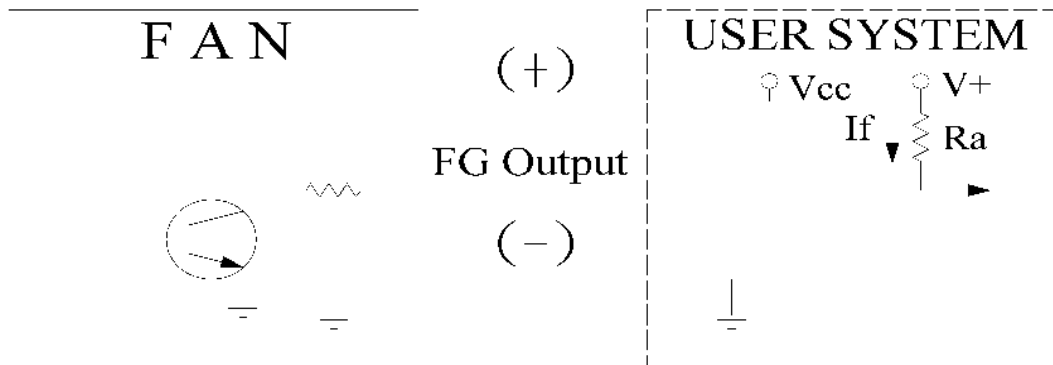 F A N
(+)
FG Output
(−)
USER SYSTEM
Vcc
V+
If
Ra